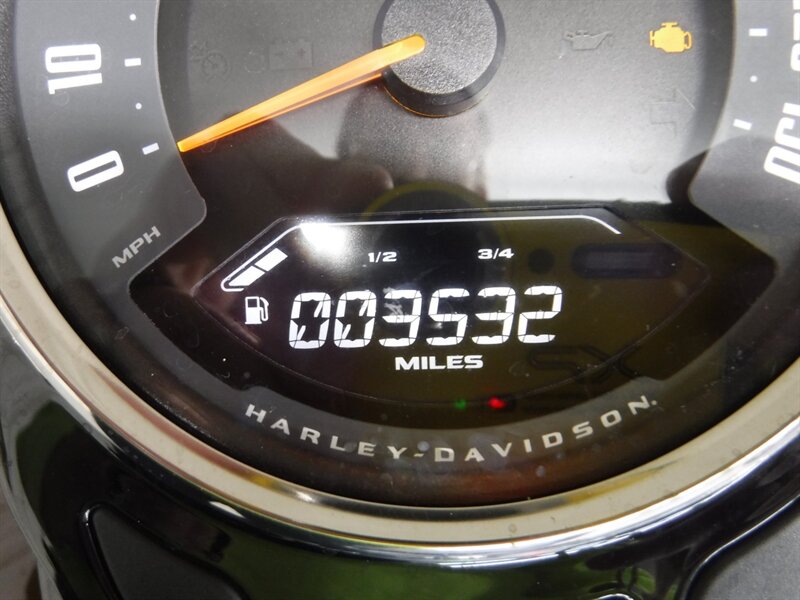 10
0
MPH
1/2 3/4
003532
MILES
HARLEY-DAVIDSON.